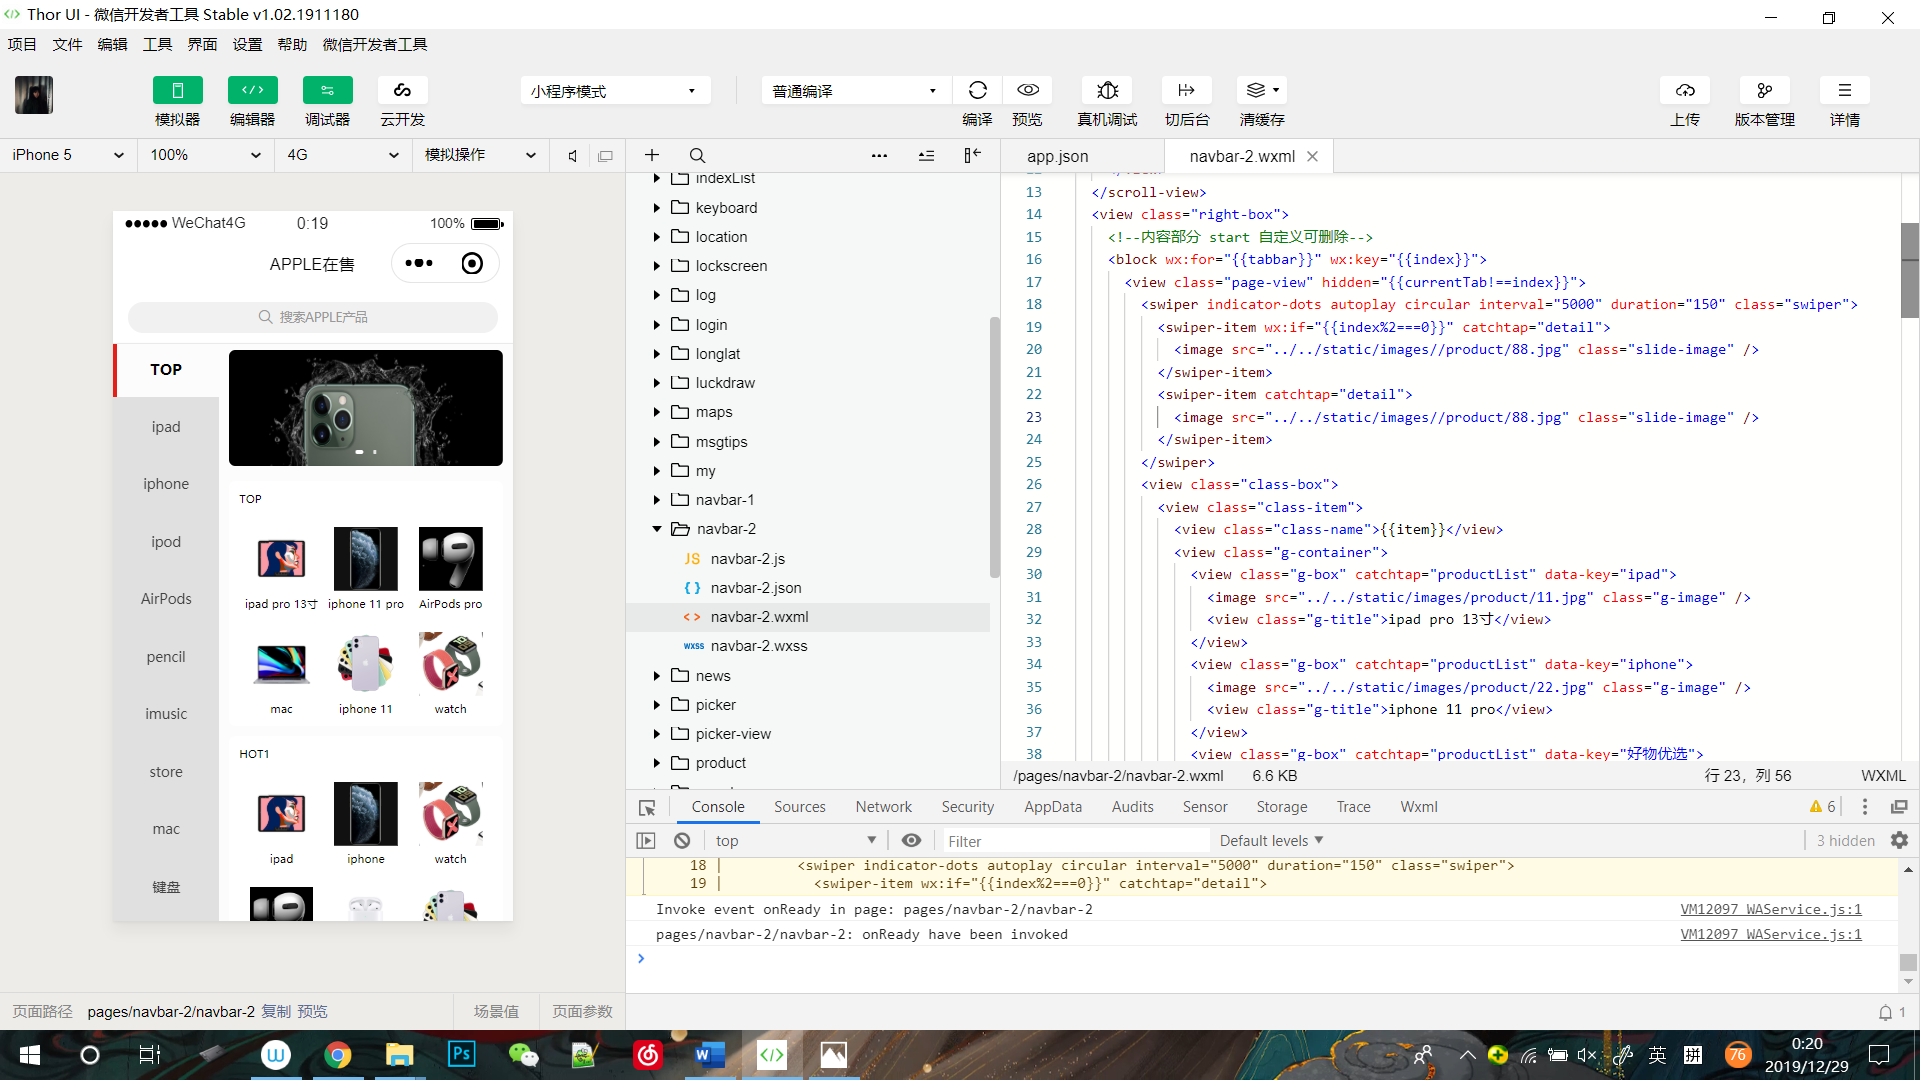 Thor UI - 微信开发者工具 Stable v1.02.1911180
项目 文件 编辑 工具 界面 设置 帮助 微信开发者工具
小程序模式 普通编译
模拟器 编辑器 调试器 云开发 编译 预览 真机调试 切后台 清缓存 上传 版本管理 详情
iPhone 5 100% 4G 模拟操作
WeChat4G 0:19 100%
APPLE在售
搜索APPLE产品
TOP
ipad
iphone
ipod
AirPods
pencil
imusic
store
mac
键盘
TOP
ipad pro 13寸 iphone 11 pro AirPods pro
mac iphone 11 watch
HOT1
ipad iphone watch
页面路径 pages/navbar-2/navbar-2 复制 预览 场景值 页面参数
indexList
keyboard
location
lockscreen
log
login
longlat
luckdraw
maps
msgtips
my
navbar-1
navbar-2
JS navbar-2.js
{ } navbar-2.json
< > navbar-2.wxml
wxss navbar-2.wxss
news
picker
picker-view
product
app.json navbar-2.wxml
13 </scroll-view>
14 <view class="right-box">
15 <!--内容部分 start 自定义可删除-->
16 <block wx:for="{{tabbar}}" wx:key="{{index}}">
17 <view class="page-view" hidden="{{currentTab!==index}}">
18 <swiper indicator-dots autoplay circular interval="5000" duration="150" class="swiper">
19 <swiper-item wx:if="{{index%2===0}}" catchtap="detail">
20 <image src="../../static/images//product/88.jpg" class="slide-image" />
21 </swiper-item>
22 <swiper-item catchtap="detail">
23 <image src="../../static/images//product/88.jpg" class="slide-image" />
24 </swiper-item>
25 </swiper>
26 <view class="class-box">
27 <view class="class-item">
28 <view class="class-name">{{item}}</view>
29 <view class="g-container">
30 <view class="g-box" catchtap="productList" data-key="ipad">
31 <image src="../../static/images/product/11.jpg" class="g-image" />
32 <view class="g-title">ipad pro 13寸</view>
33 </view>
34 <view class="g-box" catchtap="productList" data-key="iphone">
35 <image src="../../static/images/product/22.jpg" class="g-image" />
36 <view class="g-title">iphone 11 pro</view>
37 </view>
38 <view class="g-box" catchtap="productList" data-key="好物优选">
/pages/navbar-2/navbar-2.wxml 6.6 KB 行 23，列 56 WXML
Console Sources Network Security AppData Audits Sensor Storage Trace Wxml 6
top Filter Default levels 3 hidden
18 | <swiper indicator-dots autoplay circular interval="5000" duration="150" class="swiper">
19 | <swiper-item wx:if="{{index%2===0}}" catchtap="detail">
Invoke event onReady in page: pages/navbar-2/navbar-2 VM12097 WAService.js:1
pages/navbar-2/navbar-2: onReady have been invoked VM12097 WAService.js:1
1
Ps
英 拼 76
0:20
2019/12/29